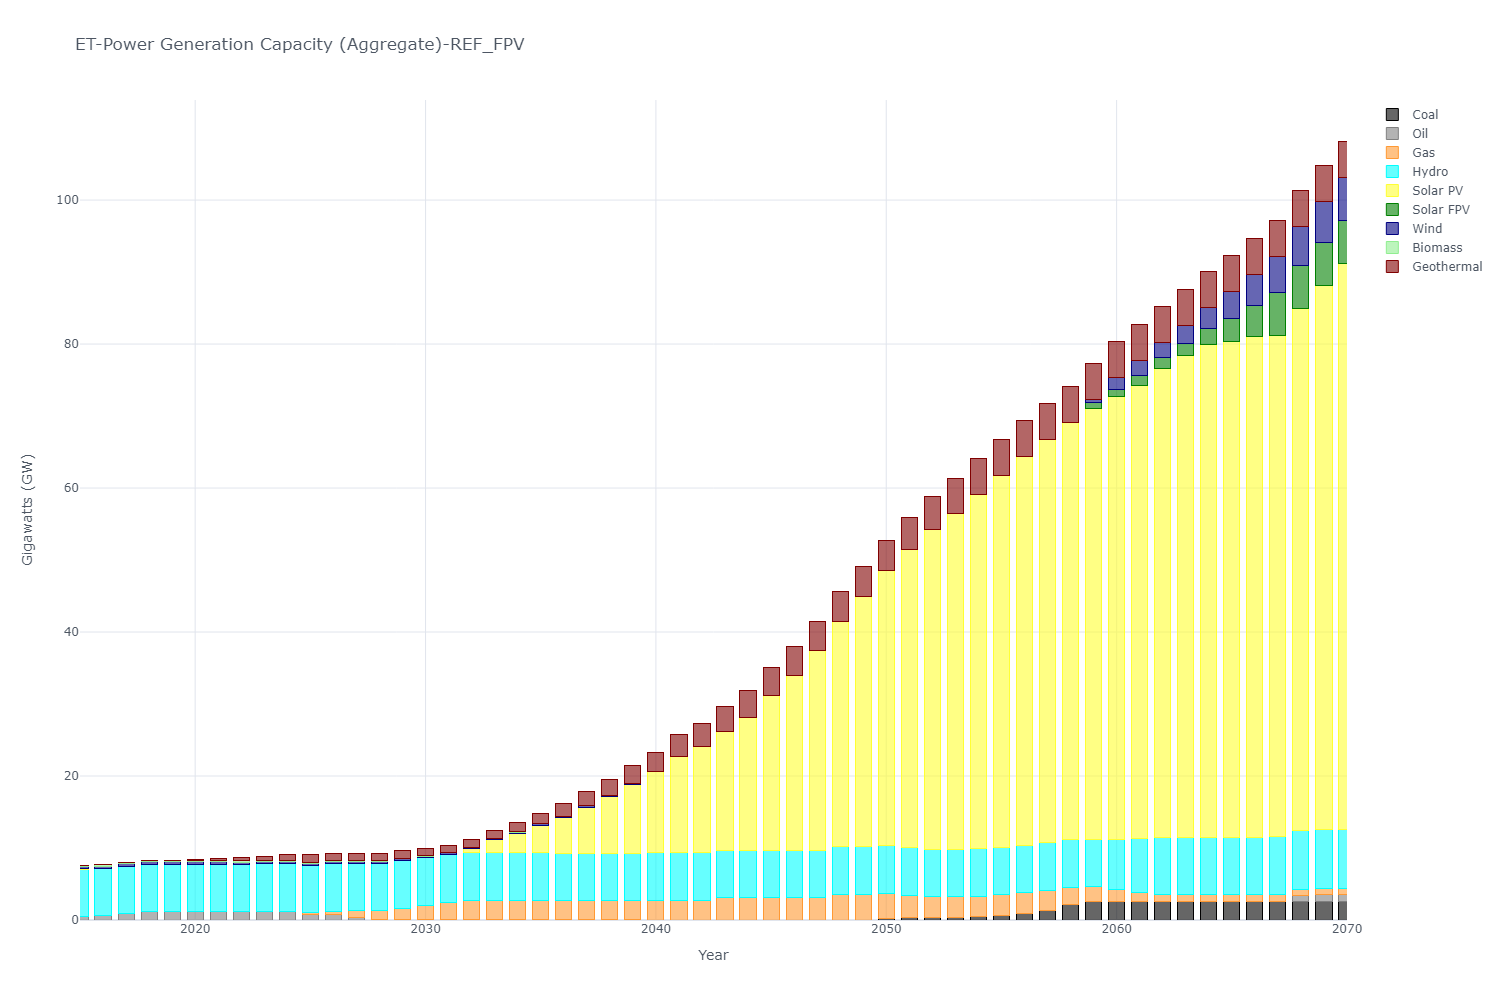 ET-Power Generation Capacity (Aggregate)-REF_FPV
Coal
Oil
Gas
Hydro
Solar PV
Solar FPV
Wind
Biomass
Geothermal
100
80
60
40
20
0
Gigawatts (GW)
2020
2030
2040
2050
2060
2070
Year